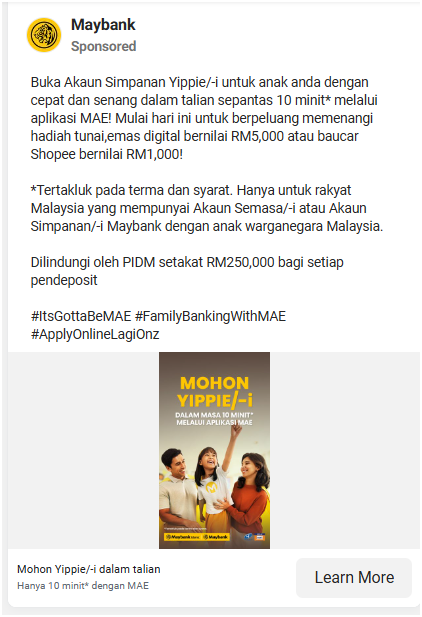 Maybank
Sponsored
Buka Akaun Simpanan Yippie/-i untuk anak anda dengan
cepat dan senang dalam talian sepantas 10 minit* melalui
aplikasi MAE! Mulai hari ini untuk berpeluang memenangi
hadiah tunai,emas digital bernilai RM5,000 atau baucar
Shopee bernilai RM1,000!
*Tertakluk pada terma dan syarat. Hanya untuk rakyat
Malaysia yang mempunyai Akaun Semasa/-i atau Akaun
Simpanan/-i Maybank dengan anak warganegara Malaysia.
Dilindungi oleh PIDM setakat RM250,000 bagi setiap
pendeposit
#ItsGottaBeMAE #FamilyBankingWithMAE
#ApplyOnlineLagiOnz
MOHON
YIPPIE/-i
DALAM MASA 10 MINIT*
MELALUI APLIKASI MAE
Maybank Maybank
Mohon Yippie/-i dalam talian
Hanya 10 minit* dengan MAE
Learn More